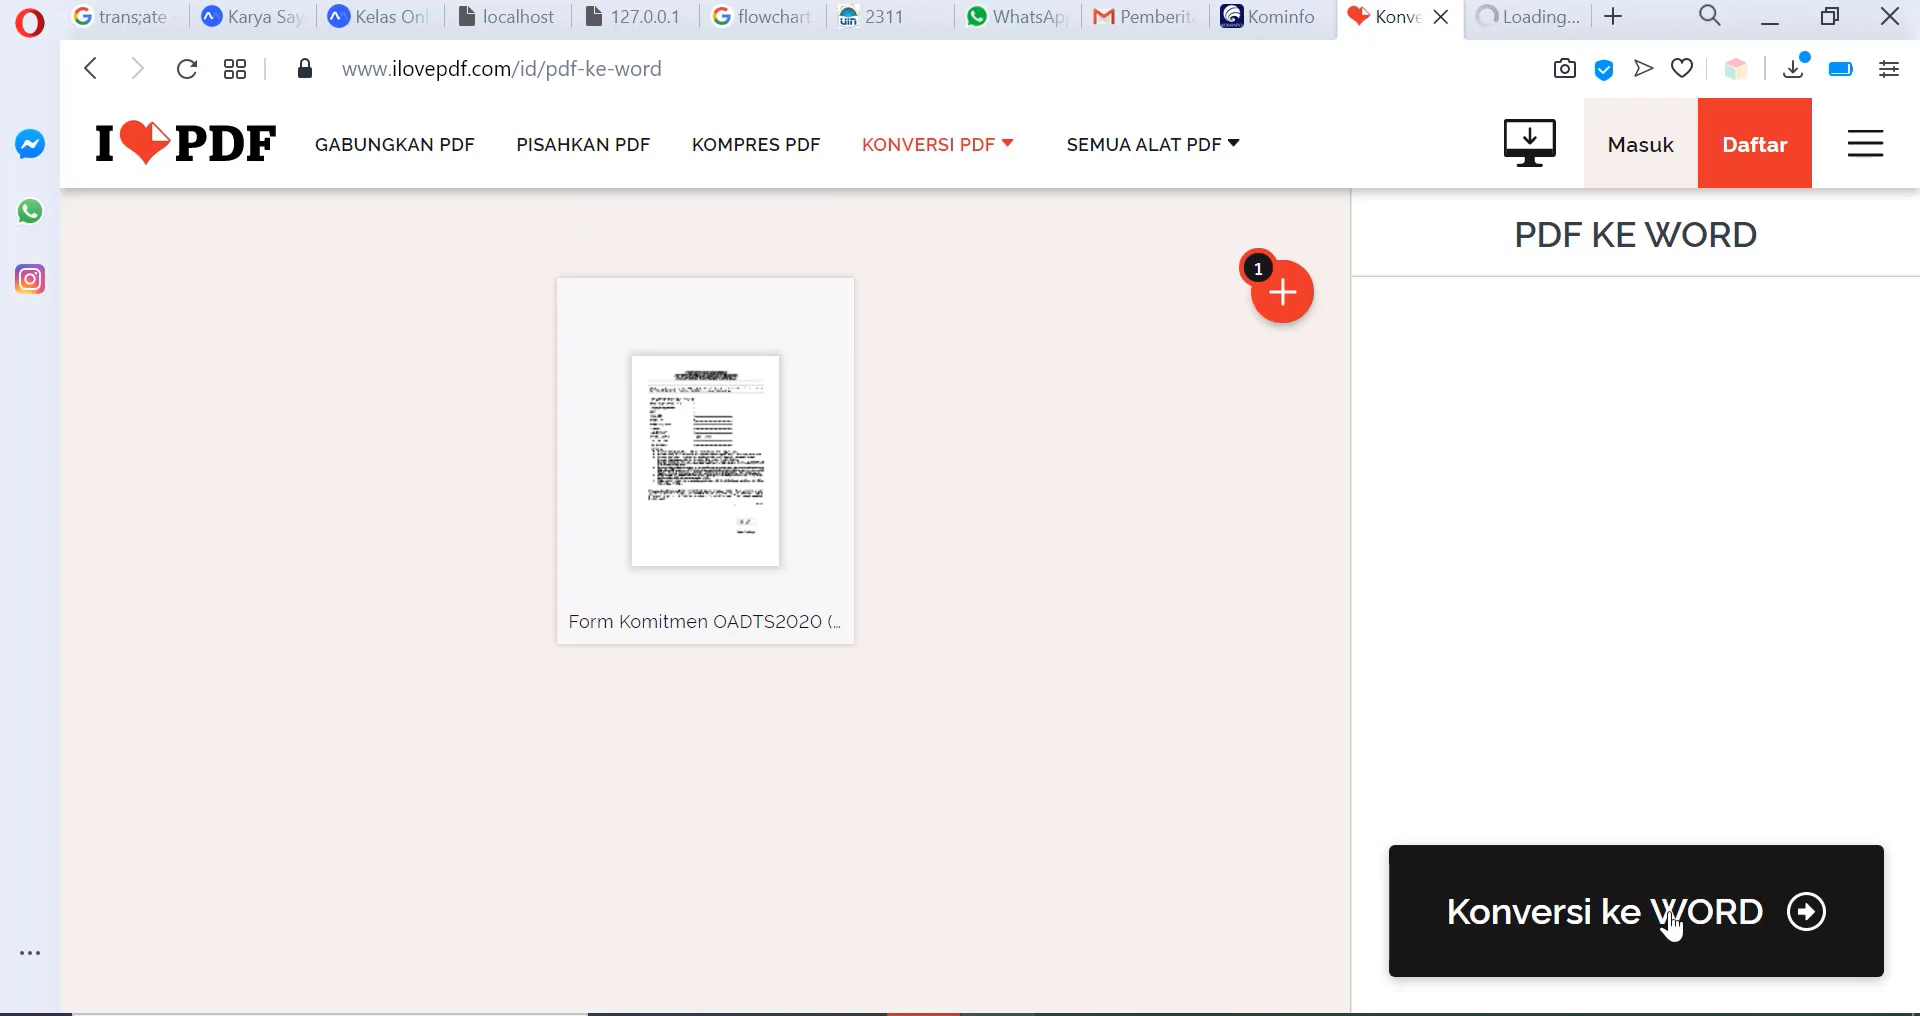 trans;ate
Karya Say
Kelas Onl
localhost
127.0.0.1
flowchart
2311
WhatsApp
Pemberita
Kominfo
Konve
Loading...
www.ilovepdf.com/id/pdf-ke-word
I PDF
GABUNGKAN PDF
PISAHKAN PDF
KOMPRES PDF
KONVERSI PDF
SEMUA ALAT PDF
Masuk
Daftar
PDF KE WORD
1
Form Komitmen OADTS2020 (...
Konversi ke WORD